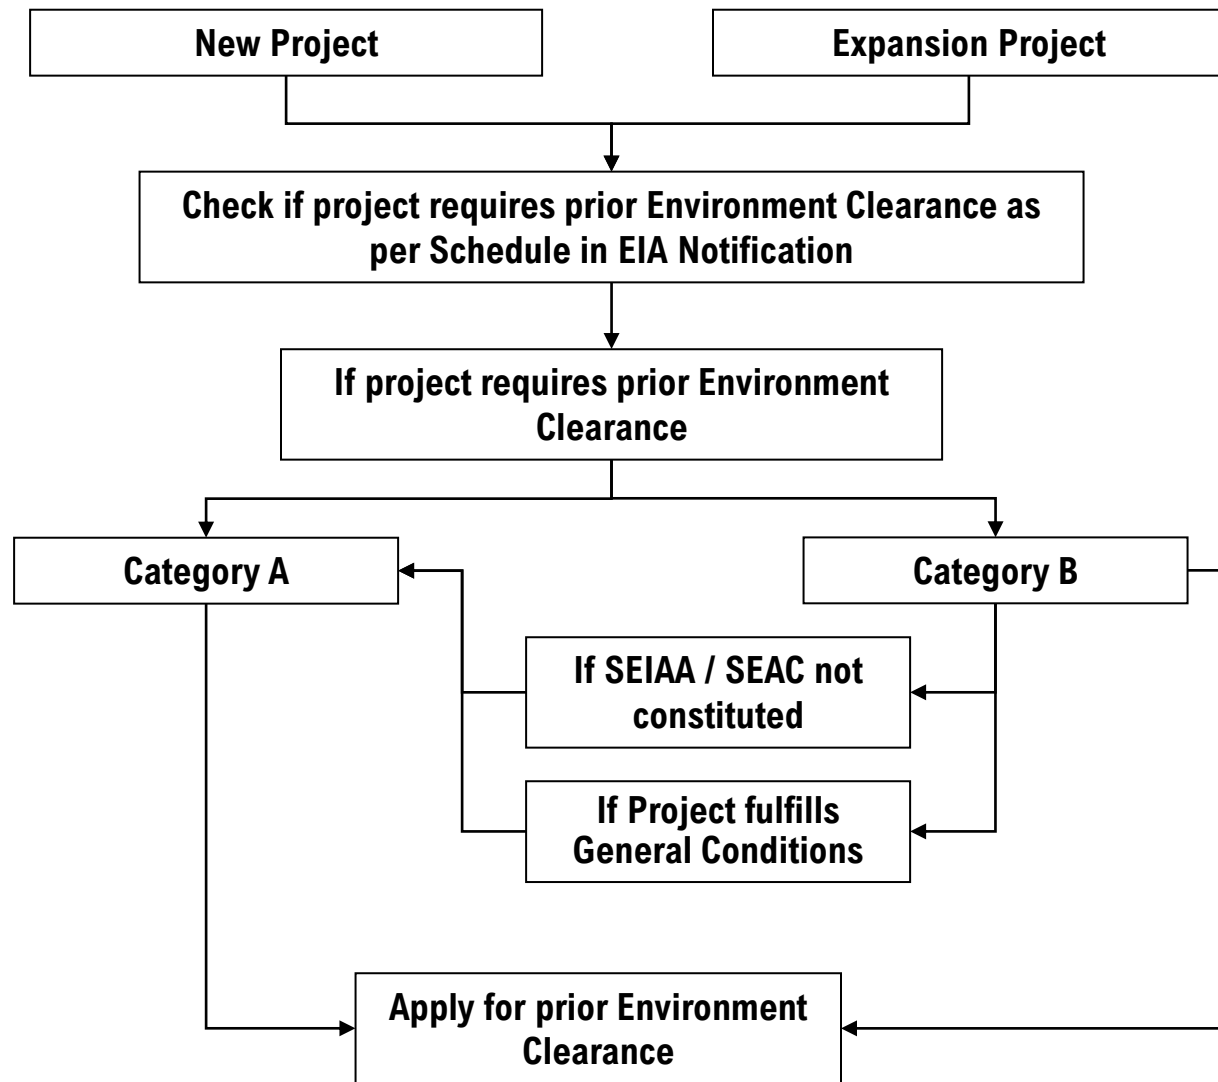 New Project
Expansion Project
Check if project requires prior Environment Clearance as
per Schedule in EIA Notification
If project requires prior Environment
Clearance
Category A
Category B
If SEIAA / SEAC not
constituted
If Project fulfills
General Conditions
Apply for prior Environment
Clearance